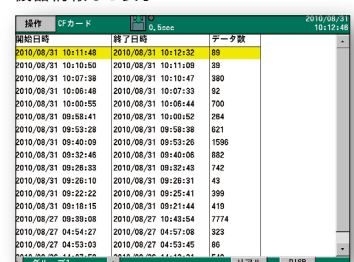 操作 CFカード 0.5sec 2010/08/31 10:12:46
開始日時 終了日時 データ数
2010/08/31 10:11:48 2010/08/31 10:12:32 89
2010/08/31 10:10:50 2010/08/31 10:11:09 39
2010/08/31 10:07:38 2010/08/31 10:10:47 380
2010/08/31 10:06:48 2010/08/31 10:07:33 92
2010/08/31 10:00:55 2010/08/31 10:06:44 700
2010/08/31 09:58:41 2010/08/31 10:00:52 264
2010/08/31 09:53:28 2010/08/31 09:58:38 621
2010/08/31 09:40:09 2010/08/31 09:53:26 1596
2010/08/31 09:32:46 2010/08/31 09:40:06 882
2010/08/31 09:26:33 2010/08/31 09:32:43 742
2010/08/31 09:26:10 2010/08/31 09:26:31 43
2010/08/31 09:22:22 2010/08/31 09:25:41 399
2010/08/31 09:18:15 2010/08/31 09:21:44 419
2010/08/27 09:39:08 2010/08/27 10:43:54 7774
2010/08/27 04:54:27 2010/08/27 04:57:08 323
2010/08/27 04:53:03 2010/08/27 04:53:45 86
グループ1 リアル DISP